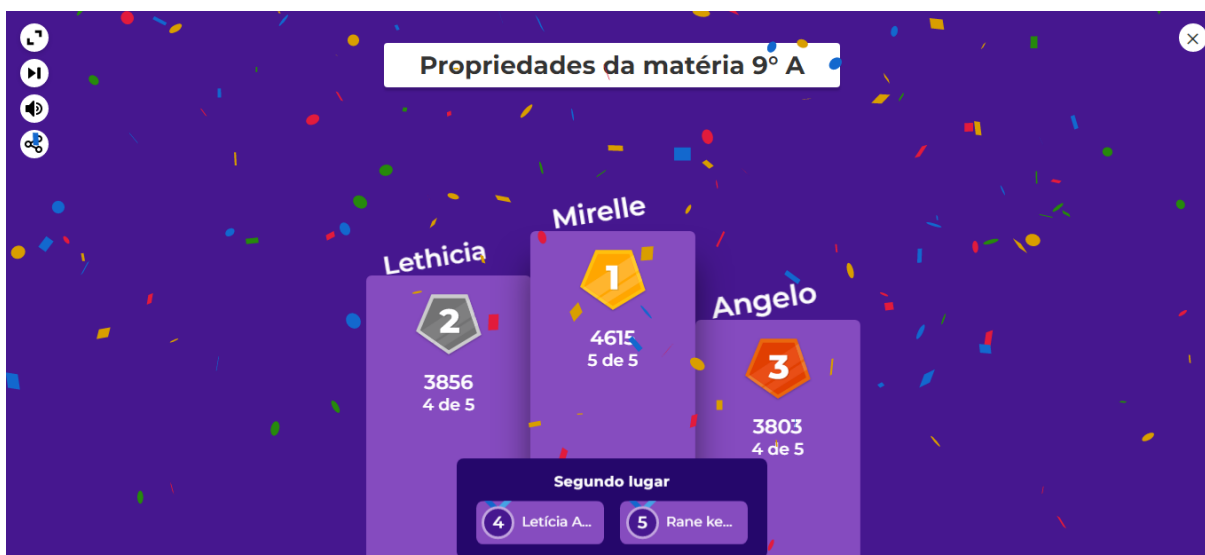 Propriedades da matéria 9° A
Mirelle
1
4615
5 de 5
Lethicia
2
3856
4 de 5
Angelo
3
3803
4 de 5
Segundo lugar
4 Letícia A...
5 Rane ke...